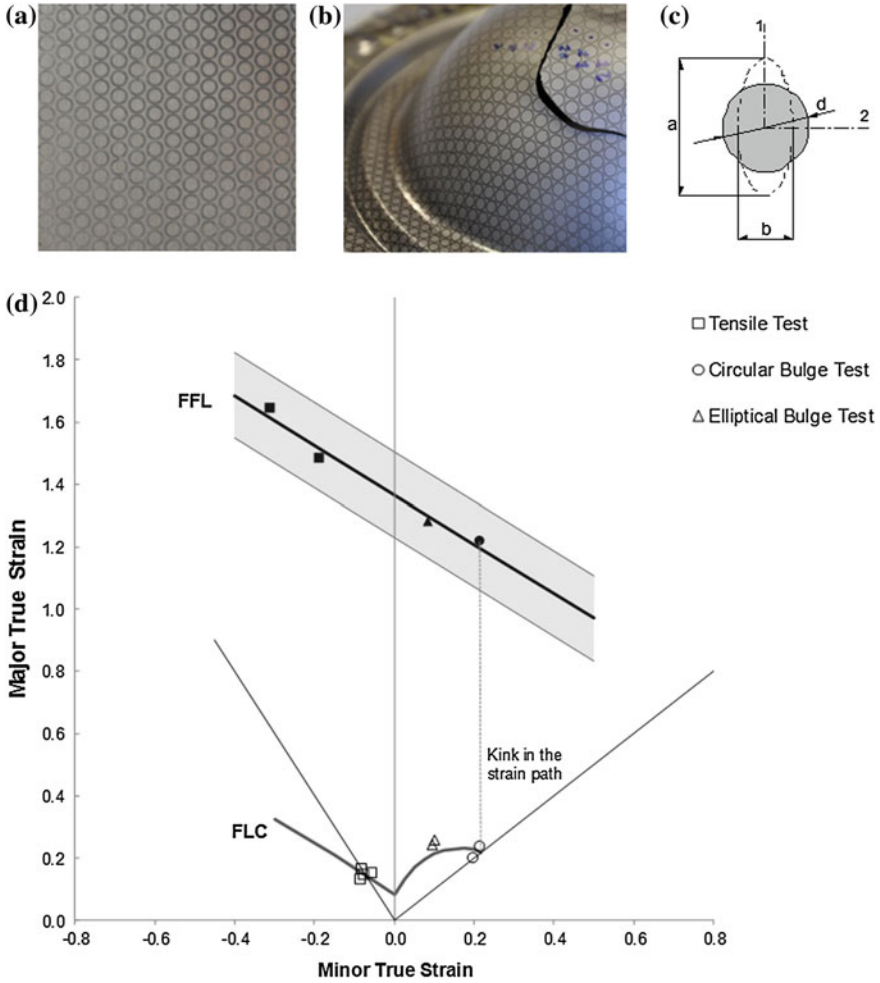 (a)
(b)
(c)
1
a
d
2
b
(d)
2.0
1.8
1.6
1.4
1.2
1.0
0.8
0.6
0.4
0.2
0.0
Major True Strain
FFL
FLC
Kink in the
strain path
Tensile Test
Circular Bulge Test
Elliptical Bulge Test
-0.8
-0.6
-0.4
-0.2
0.0
0.2
0.4
0.6
0.8
Minor True Strain